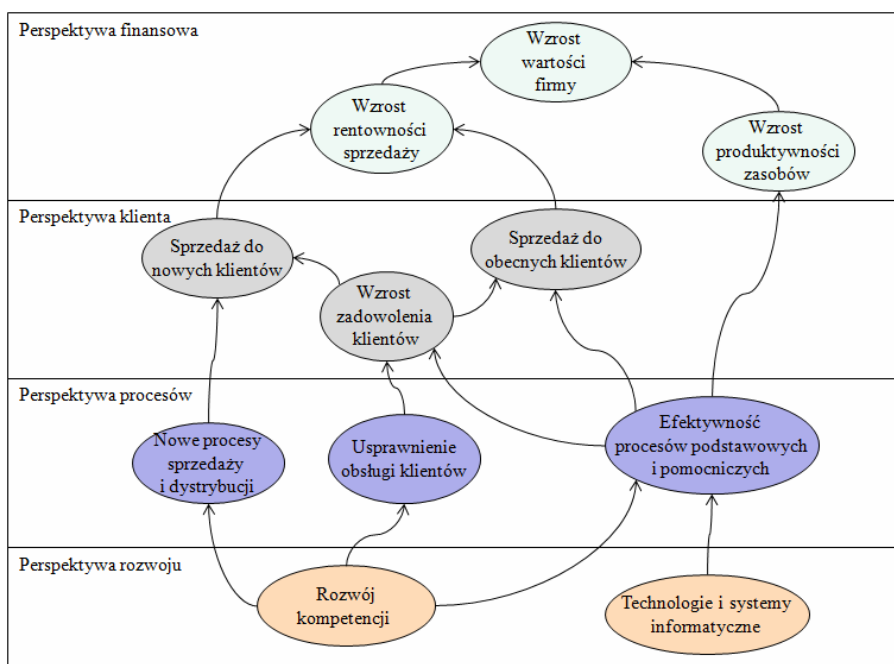 Perspektywa finansowa
Wzrost
wartości
firmy
Wzrost
rentowności
sprzedaży
Wzrost
produktywności
zasobów
Perspektywa klienta
Sprzedaż do
nowych klientów
Sprzedaż do
obecnych klientów
Wzrost
zadowolenia
klientów
Perspektywa procesów
Nowe procesy
sprzedaży
i dystrybucji
Usprawnienie
obsługi klientów
Efektywność
procesów podstawowych
i pomocniczych
Perspektywa rozwoju
Rozwój
kompetencji
Technologie i systemy
informatyczne